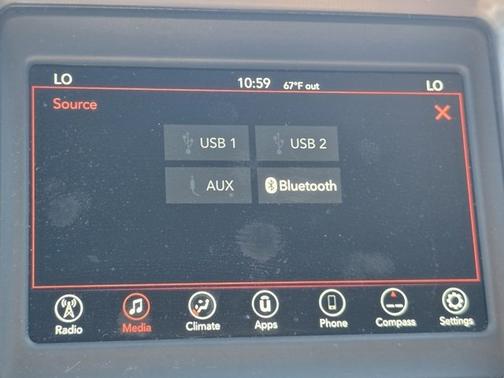 LO 10:59 67°F out LO
Source
USB 1 USB 2
AUX Bluetooth
Radio Media Climate Apps Phone Compass Settings